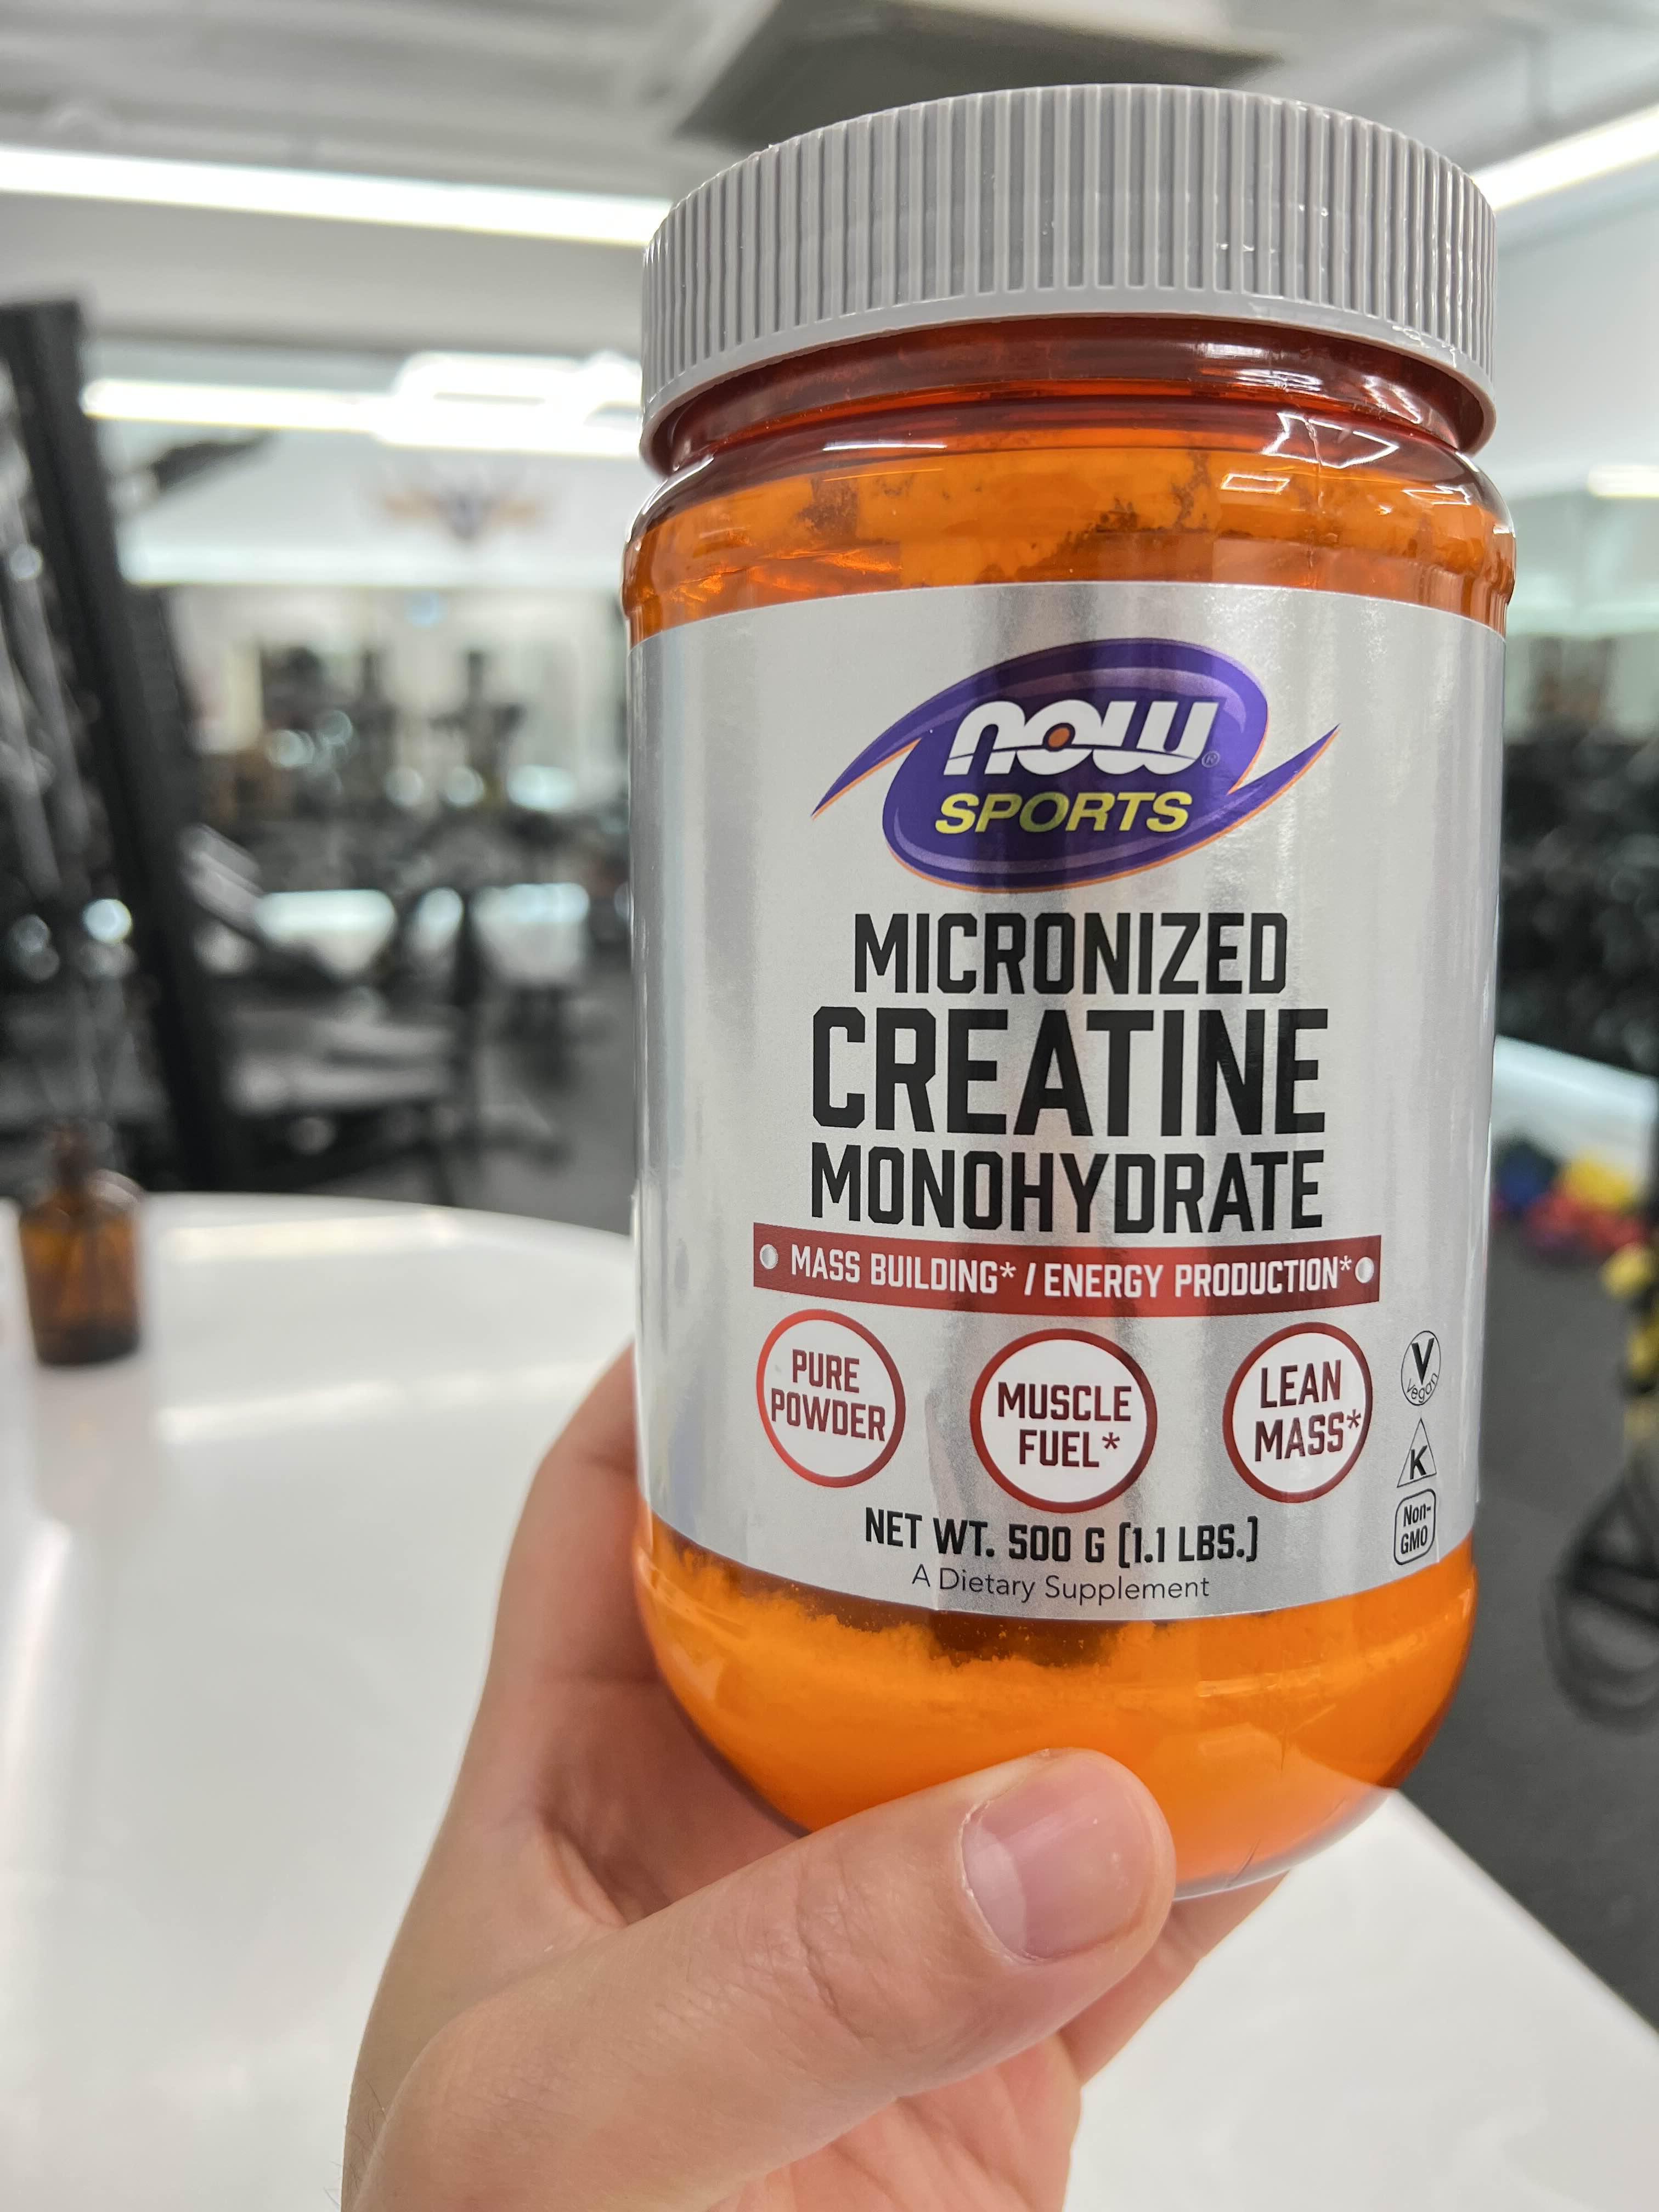 now®
SPORTS
MICRONIZED
CREATINE
MONOHYDRATE
MASS BUILDING* / ENERGY PRODUCTION*
PURE
POWDER
MUSCLE
FUEL*
LEAN
MASS*
V
Vegan
K
Non-
GMO
NET WT. 500 G (1.1 LBS.)
A Dietary Supplement